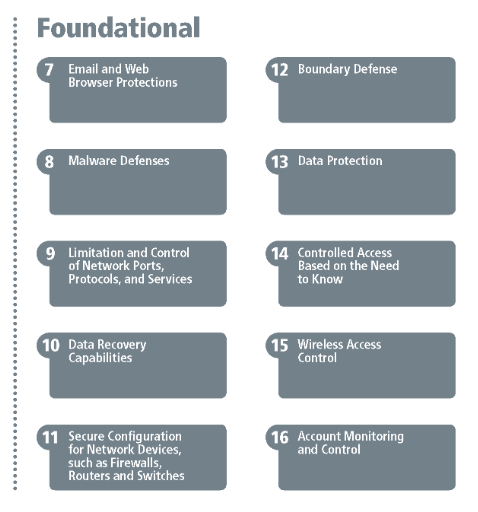 Foundational
7 Email and Web
Browser Protections
8 Malware Defenses
9 Limitation and Control
of Network Ports,
Protocols, and Services
10 Data Recovery
Capabilities
11 Secure Configuration
for Network Devices,
such as Firewalls,
Routers and Switches
12 Boundary Defense
13 Data Protection
14 Controlled Access
Based on the Need
to Know
15 Wireless Access
Control
16 Account Monitoring
and Control